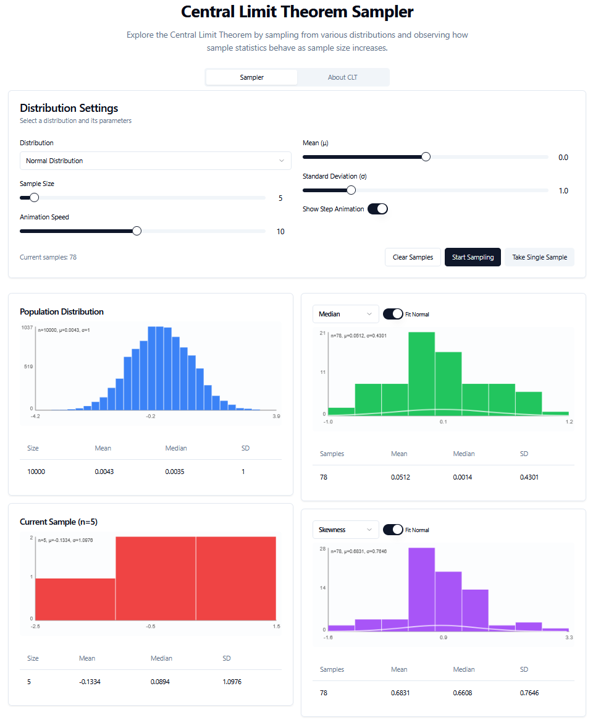 Central Limit Theorem Sampler
Explore the Central Limit Theorem by sampling from various distributions and observing how
sample statistics behave as sample size increases.
Sampler
About CLT
Distribution Settings
Select a distribution and its parameters
Distribution
Normal Distribution
Sample Size
5
Animation Speed
10
Mean (μ)
0.0
Standard Deviation (σ)
1.0
Show Step Animation
Current samples: 78
Clear Samples
Start Sampling
Take Single Sample
Population Distribution
1037
n=10000, μ=0.0043, σ=1
519
0
-4.2
-0.2
3.9
Size Mean Median SD
10000 0.0043 0.0035 1
Median
Fit Normal
21
n=78, μ=0.0512, σ=0.4301
11
0
-1.0
0.1
1.2
Samples Mean Median SD
78 0.0512 0.0014 0.4301
Current Sample (n=5)
2
n=5, μ=-0.1334, σ=1.0976
1
0
-0.5
1.6
Size Mean Median SD
5 -0.1334 0.0894 1.0976
Skewness
Fit Normal
n=78, μ=0.6831, σ=0.7646
14
0
0.9
3.3
Samples Mean Median SD
78 0.6831 0.6608 0.7646